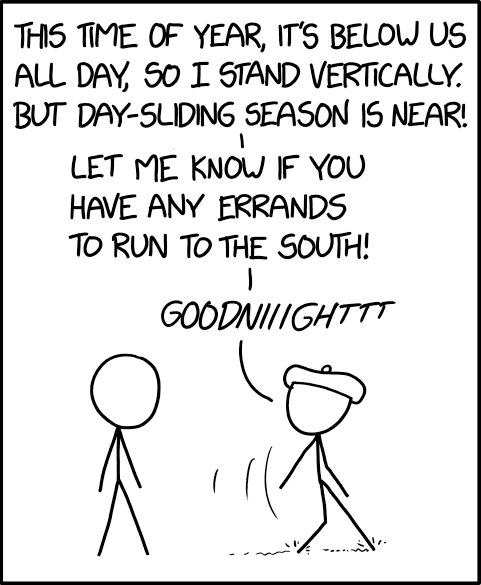 THIS TIME OF YEAR, IT'S BELOW US
ALL DAY, SO I STAND VERTICALLY.
BUT DAY-SLIDING SEASON IS NEAR!
LET ME KNOW IF YOU
HAVE ANY ERRANDS
TO RUN TO THE SOUTH!
GOODNIIIGHTTT